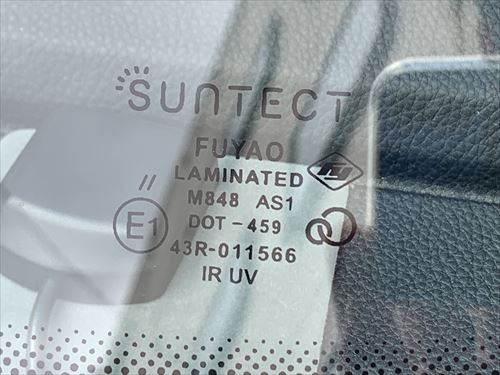 SUNTECT
FUYAO
LAMINATED
M848 AS1
//
E1
DOT-459
43R-011566
IR UV